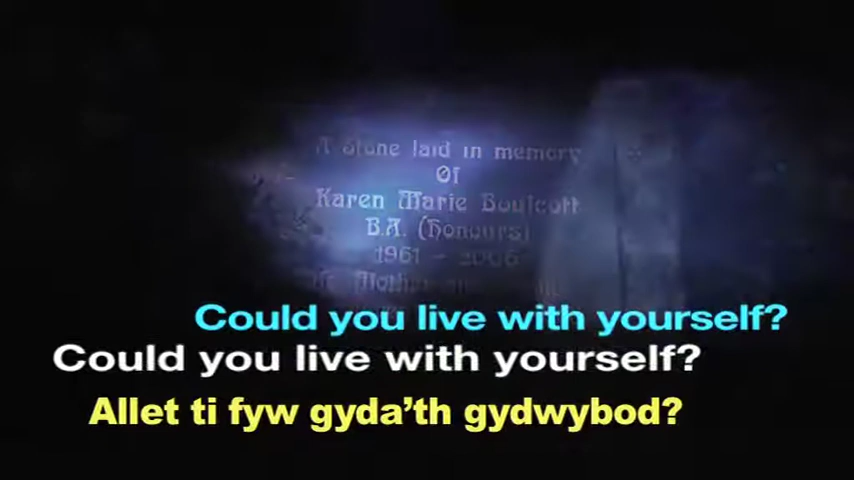 A Stone laid in memory
Of
Karen Marie Boulcott
B.A. (Honours)
1961 - 2006
Mother
Could you live with yourself?
Could you live with yourself?
Allet ti fyw gyda'th gydwybod?